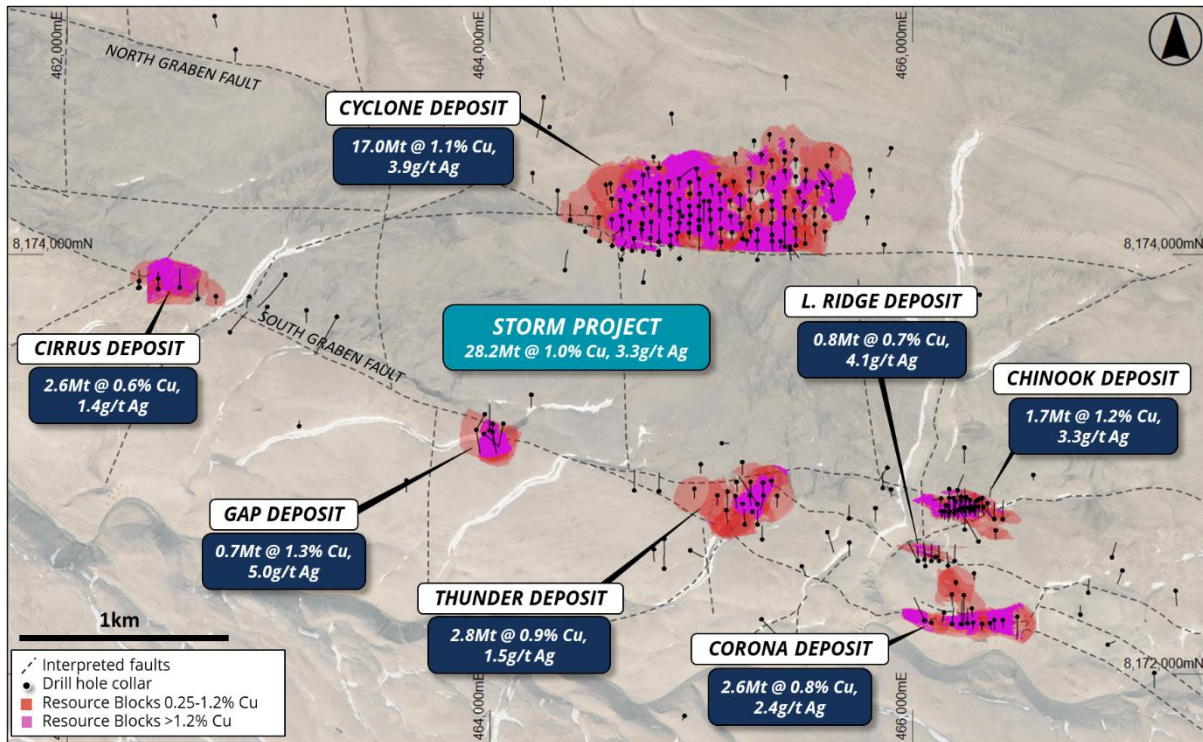 462,000mE
464,000mE
466,000mE
NORTH GRABEN FAULT
CYCLONE DEPOSIT
17.0Mt @ 1.1% Cu,
3.9g/t Ag
8,174,000mN
8,174,000mN
CIRRUS DEPOSIT
2.6Mt @ 0.6% Cu,
1.4g/t Ag
SOUTH GRABEN FAULT
STORM PROJECT
28.2Mt @ 1.0% Cu, 3.3g/t Ag
L. RIDGE DEPOSIT
0.8Mt @ 0.7% Cu,
4.1g/t Ag
CHINOOK DEPOSIT
1.7Mt @ 1.2% Cu,
3.3g/t Ag
GAP DEPOSIT
0.7Mt @ 1.3% Cu,
5.0g/t Ag
THUNDER DEPOSIT
2.8Mt @ 0.9% Cu,
1.5g/t Ag
CORONA DEPOSIT
2.6Mt @ 0.8% Cu,
2.4g/t Ag
8,172,000mN
1km
Interpreted faults
Drill hole collar
Resource Blocks 0.25-1.2% Cu
Resource Blocks >1.2% Cu
464,000mE
466,000mE